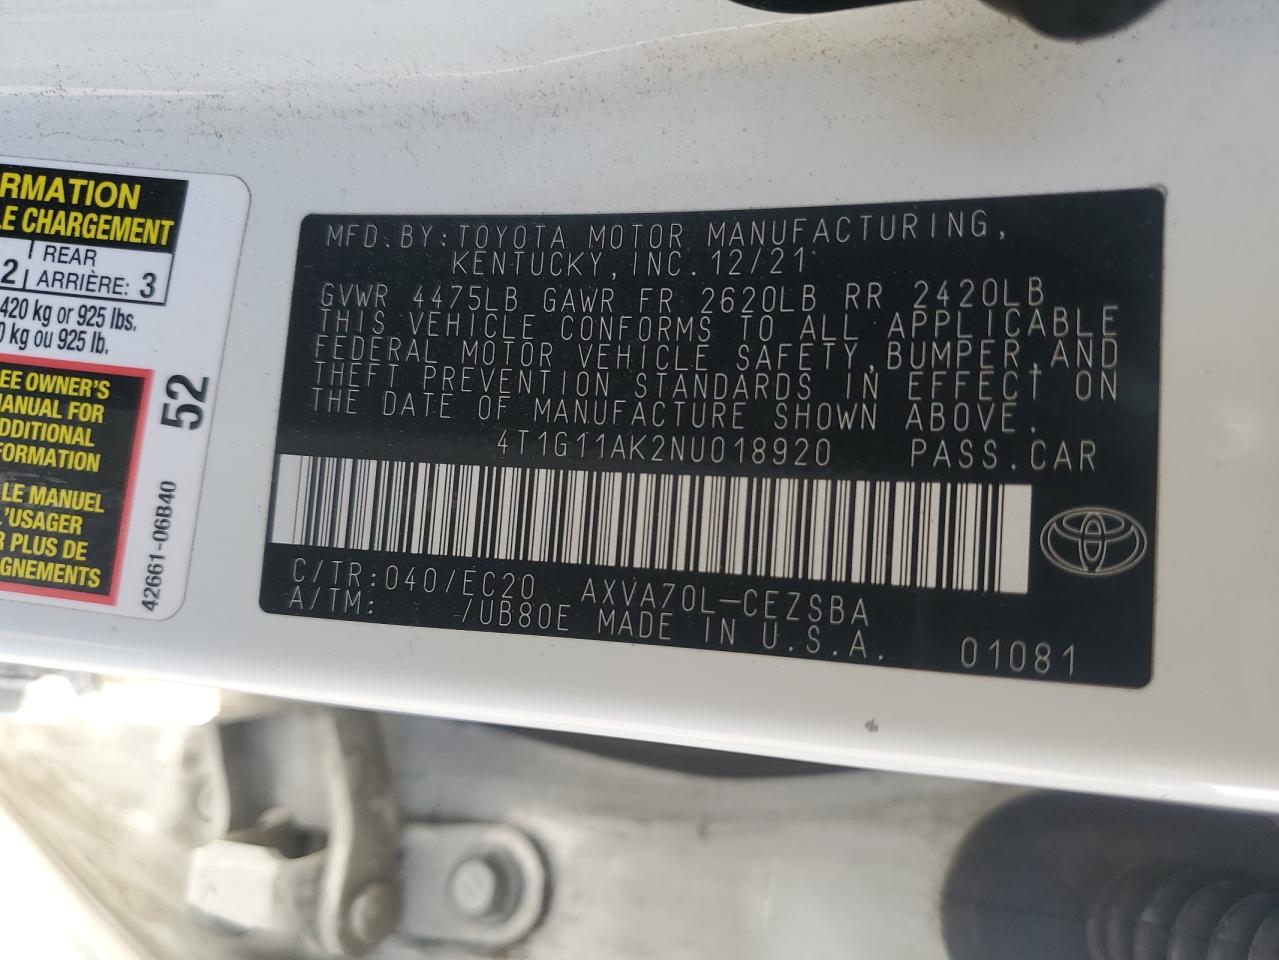 RMATION
LE CHARGEMENT
2 REAR
ARRIÈRE: 3
420 kg or 925 lbs.
0 kg ou 925 lb.
EE OWNER'S
MANUAL FOR
DDITIONAL
FORMATION
LE MANUEL
L'USAGER
R PLUS DE
GNEMENTS
52
42661-06B40
MFD.BY:TOYOTA MOTOR MANUFACTURING,
KENTUCKY,INC.12/21
GVWR 4475LB GAWR FR 2620LB RR 2420LB
THIS VEHICLE CONFORMS TO ALL APPLICABLE
FEDERAL MOTOR VEHICLE SAFETY,BUMPER,AND
THEFT PREVENTION STANDARDS IN EFFECT ON
THE DATE OF MANUFACTURE SHOWN ABOVE.
4T1G11AK2NU018920 PASS.CAR
C/TR:040/EC20 AXVA70L-CEZSBA
A/TM: -/UB80E MADE IN U.S.A. 01081